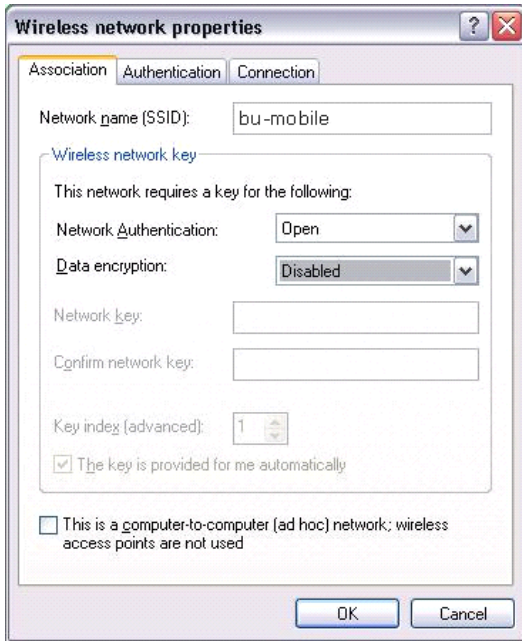 Wireless network properties
Association Authentication Connection
Network name (SSID): bu-mobile
Wireless network key
This network requires a key for the following:
Network Authentication: Open
Data encryption: Disabled
Network key:
Confirm network key:
Key index (advanced): 1
The key is provided for me automatically
This is a computer-to-computer (ad hoc) network; wireless
access points are not used
OK Cancel